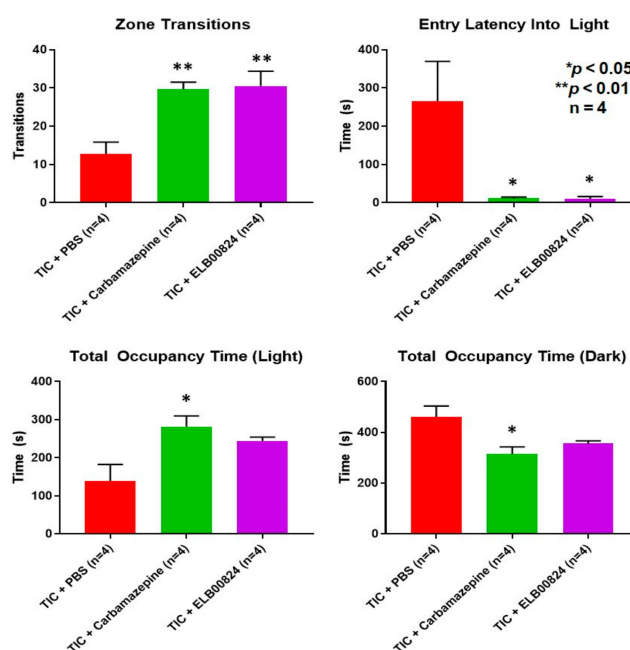 Zone Transitions
Transitions
40
30
20
10
0
**
**
TIC + PBS (n=4)
TIC + Carbamazepine (n=4)
TIC + ELB00824 (n=4)
Entry Latency Into Light
Time (s)
400
300
200
100
0
*p < 0.05
**p < 0.01
n = 4
*
*
TIC + PBS (n=4)
TIC + Carbamazepine (n=4)
TIC + ELB00824 (n=4)
Total Occupancy Time (Light)
Time (s)
400
300
200
100
0
*
TIC + PBS (n=4)
TIC + Carbamazepine (n=4)
TIC + ELB00824 (n=4)
Total Occupancy Time (Dark)
Time (s)
600
400
200
0
*
TIC + PBS (n=4)
TIC + Carbamazepine (n=4)
TIC + ELB00824 (n=4)